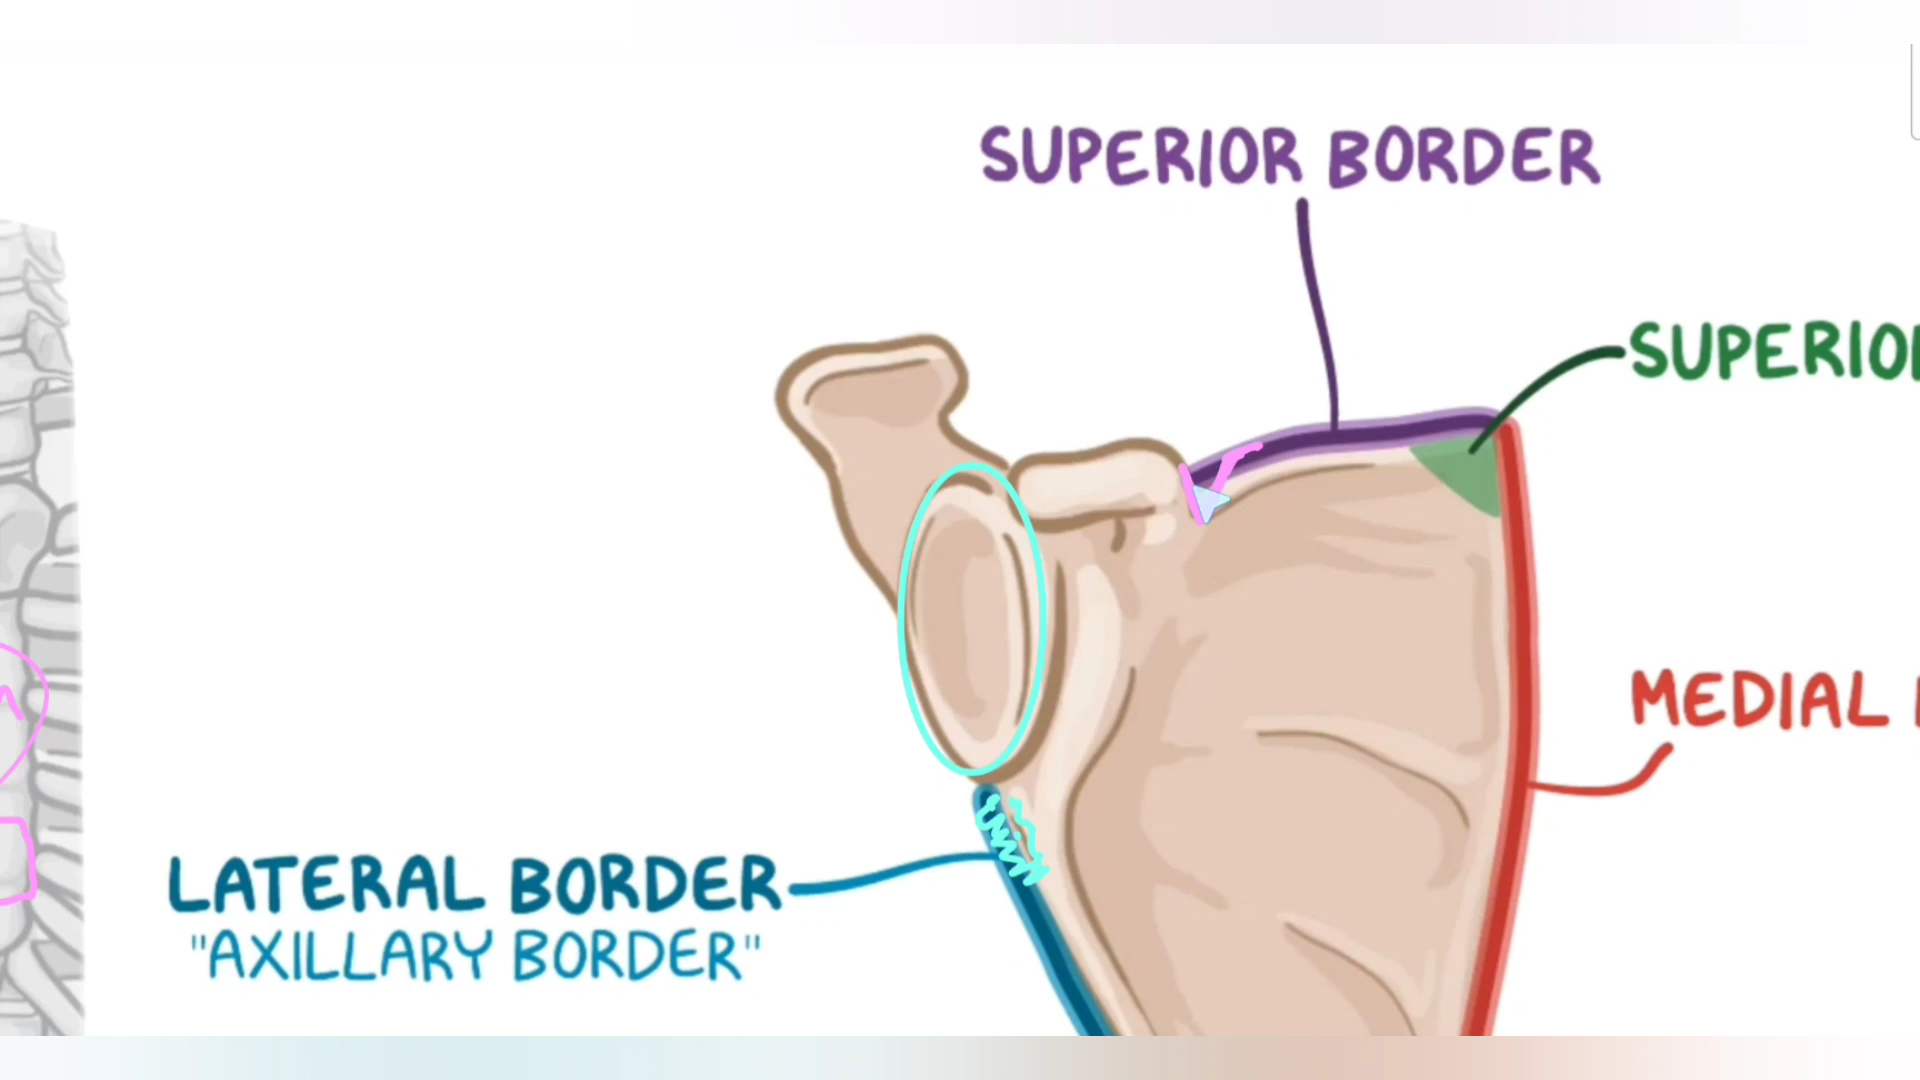 SUPERIOR BORDER
SUPERIO
MEDIAL
LATERAL BORDER
"AXILLARY BORDER"